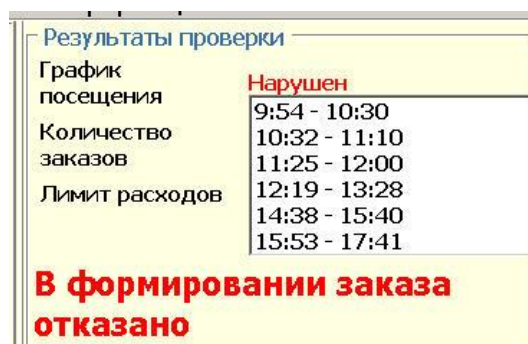 Результаты проверки
График
посещения
Нарушен
9:54 - 10:30
10:32 - 11:10
11:25 - 12:00
12:19 - 13:28
14:38 - 15:40
15:53 - 17:41
Количество
заказов
Лимит расходов
В формировании заказа
отказано